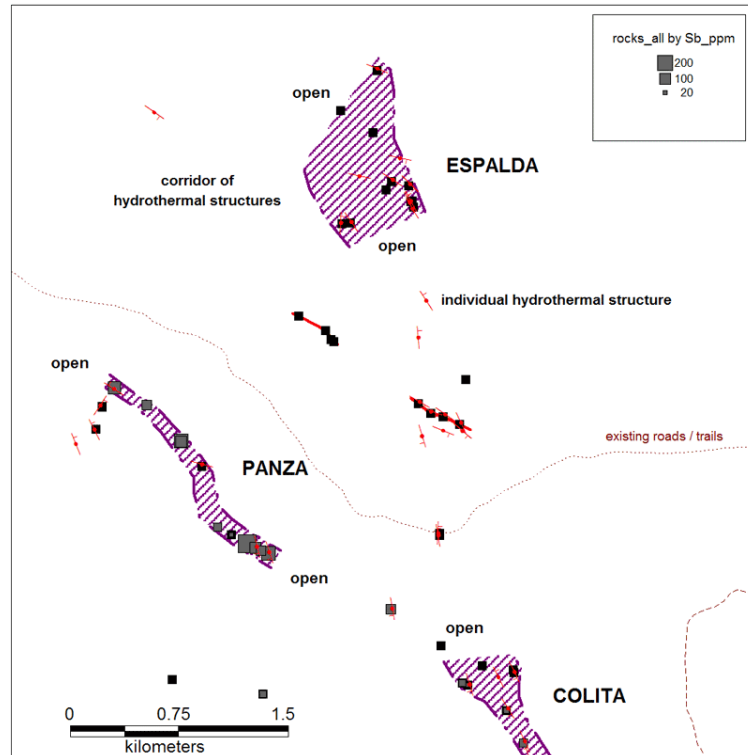 rocks_all by Sb_ppm
200
100
20
open
ESPALDA
corridor of
hydrothermal structures
open
individual hydrothermal structure
open
existing roads / trails
PANZA
open
open
COLITA
0 0.75 1.5
kilometers